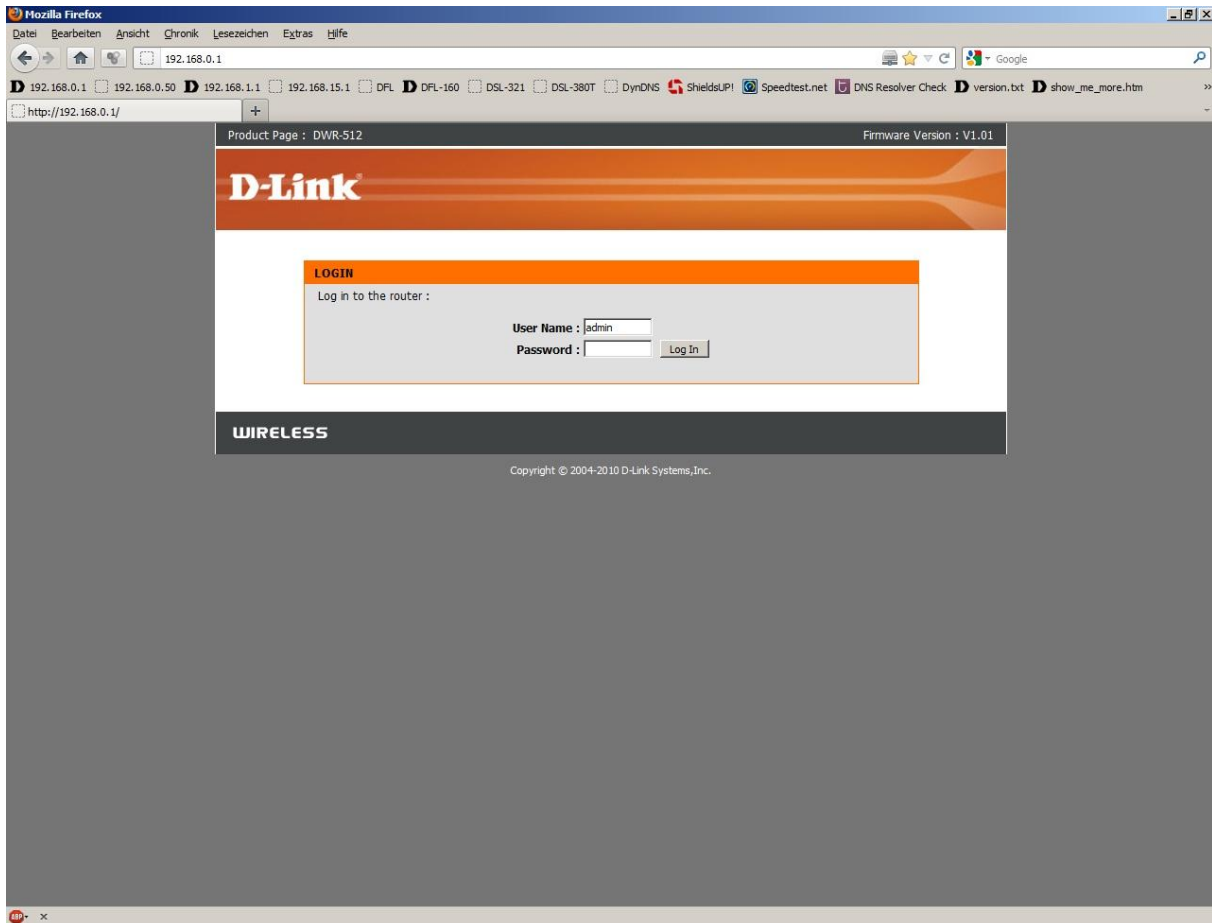 Mozilla Firefox
Datei Bearbeiten Ansicht Chronik Lesezeichen Extras Hilfe
192.168.0.1 Google
192.168.0.1 192.168.0.50 192.168.1.1 192.168.15.1 DFL DFL-160 DSL-321 DSL-380T DynDNS ShieldsUP! Speedtest.net DNS Resolver Check version.txt show_me_more.htm »
http://192.168.0.1/ +
Product Page : DWR-512 Firmware Version : V1.01
D-Link
LOGIN
Log in to the router :
User Name : admin
Password : Log In
WIRELESS
Copyright © 2004-2010 D-Link Systems,Inc.
ABP